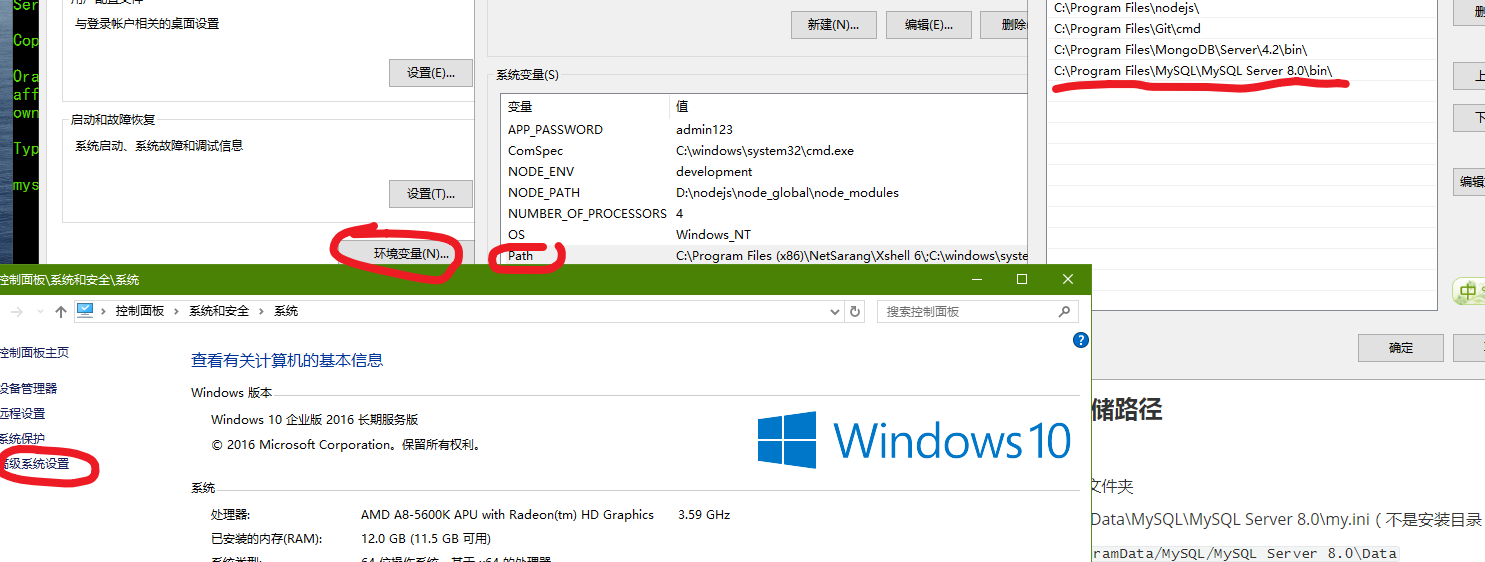 Ser
Cop
Ora
aff
own
Typ
mys
与登录帐户相关的桌面设置
设置(E)...
启动和故障恢复
系统启动、系统故障和调试信息
设置(T)...
环境变量(N)...
新建(N)...
编辑(E)...
删除
系统变量(S)
变量 值
APP_PASSWORD admin123
ComSpec C:\windows\system32\cmd.exe
NODE_ENV development
NODE_PATH D:\nodejs\node_global\node_modules
NUMBER_OF_PROCESSORS 4
OS Windows_NT
Path C:\Program Files (x86)\NetSarang\Xshell 6\;C:\windows\syste
C:\Program Files\nodejs\
C:\Program Files\Git\cmd
C:\Program Files\MongoDB\Server\4.2\bin\
C:\Program Files\MySQL\MySQL Server 8.0\bin\
上
下
编辑
中
确定
控制面板\系统和安全\系统
控制面板 › 系统和安全 › 系统
搜索控制面板
控制面板主页
设备管理器
远程设置
系统保护
高级系统设置
查看有关计算机的基本信息
Windows 版本
Windows 10 企业版 2016 长期服务版
© 2016 Microsoft Corporation。保留所有权利。
Windows 10
系统
处理器: AMD A8-5600K APU with Radeon(tm) HD Graphics 3.59 GHz
已安装的内存(RAM): 12.0 GB (11.5 GB 可用)
储路径
文件夹
Data\MySQL\MySQL Server 8.0\my.ini ( 不是安装目录
ramData/MySQL/MySQL Server 8.0\Data